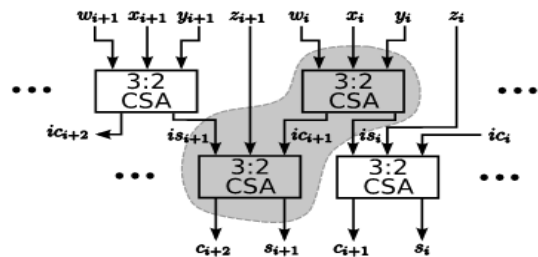 w_{i+1} x_{i+1} y_{i+1} z_{i+1} w_i x_i y_i z_i
... 3:2 CSA 3:2 CSA ...
ic_{i+2} is_{i+1} ic_{i+1} is_i ic_i
... 3:2 CSA 3:2 CSA ...
c_{i+2} s_{i+1} c_{i+1} s_i